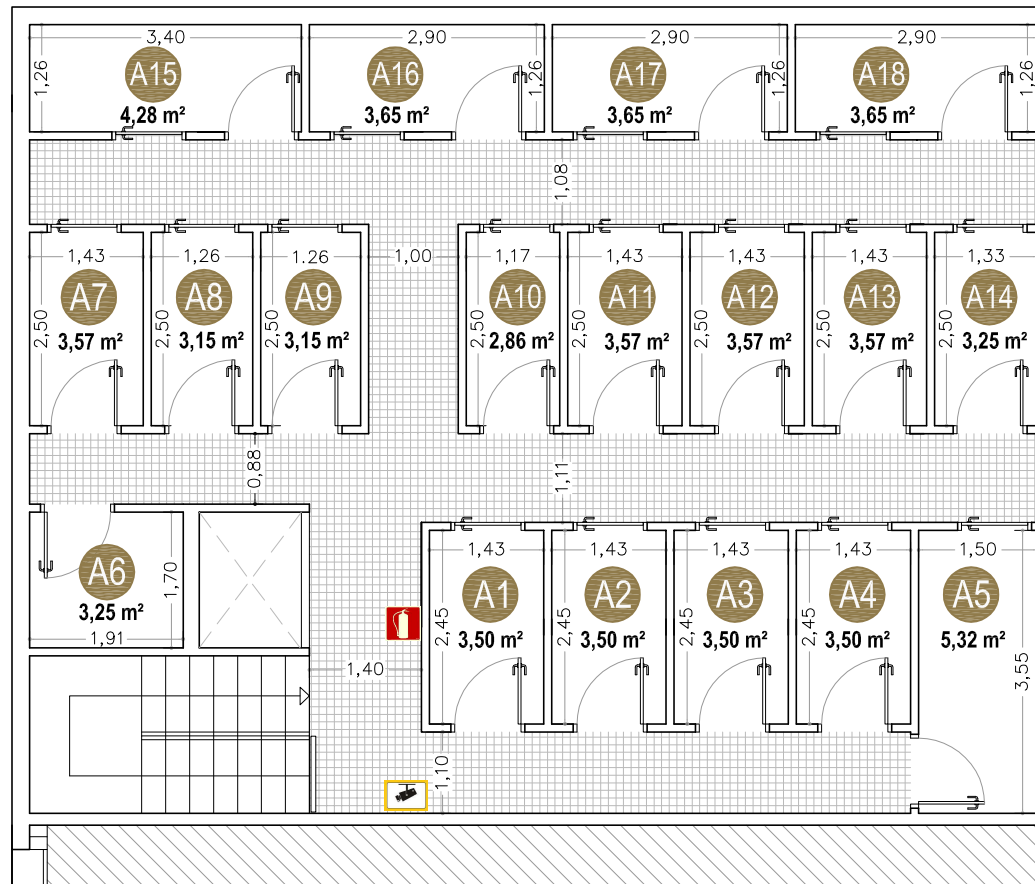 3,40
2,90
2,90
2,90
1,26
A15
4,28 m²
A16
3,65 m²
1,26
A17
3,65 m²
1,26
A18
3,65 m²
1,26
1,08
1,43
1,26
1.26
1,00
1,17
1,43
1,43
1,43
1,33
A7
3,57 m²
2,50
A8
3,15 m²
2,50
A9
3,15 m²
2,50
A10
2,86 m²
2,50
A11
3,57 m²
2,50
A12
3,57 m²
2,50
A13
3,57 m²
2,50
A14
3,25 m²
2,50
0,88
1,11
A6
3,25 m²
1,91
1,70
1,43
1,43
1,43
1,43
1,50
A1
3,50 m²
2,45
A2
3,50 m²
2,45
A3
3,50 m²
2,45
A4
3,50 m²
2,45
A5
5,32 m²
3,55
1,40
1,10